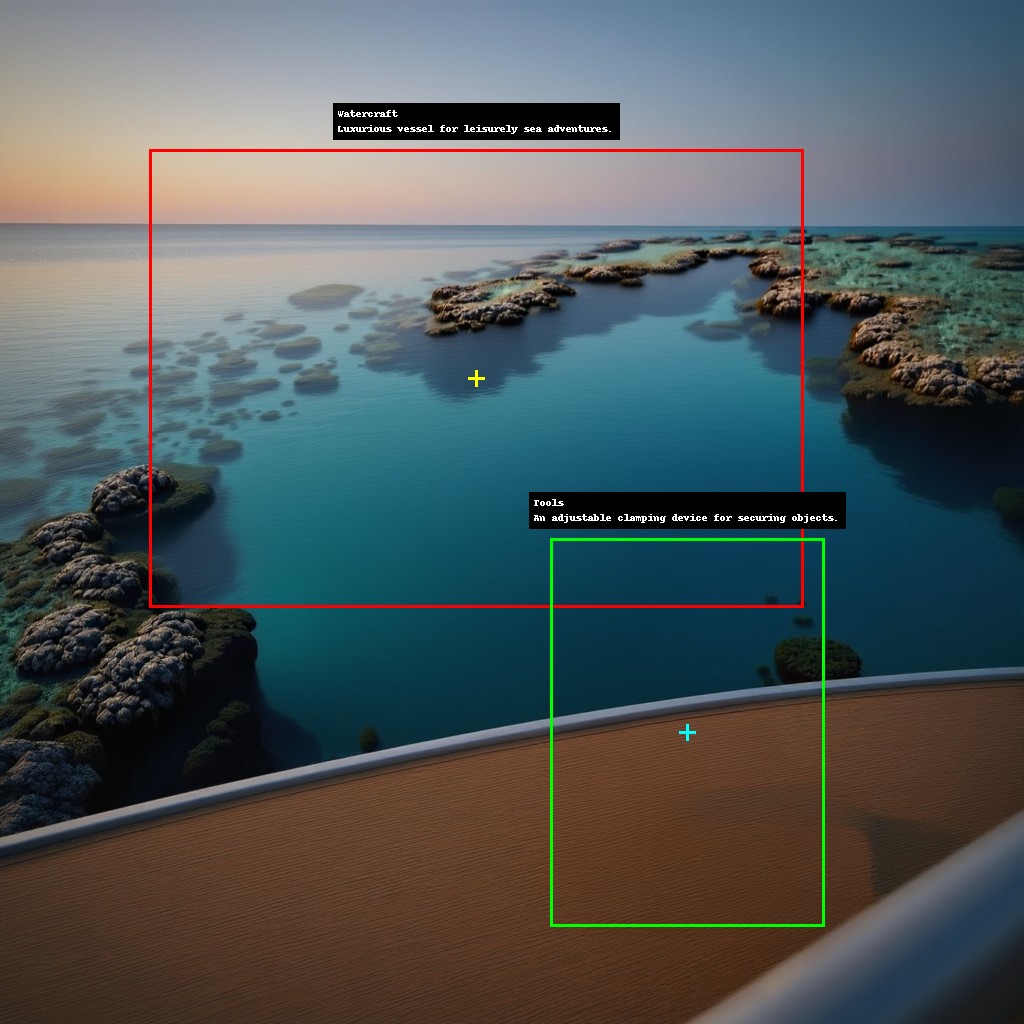 Watercraft
Luxurious vessel for leisurely sea adventures.
Tools
An adjustable clamping device for securing objects.